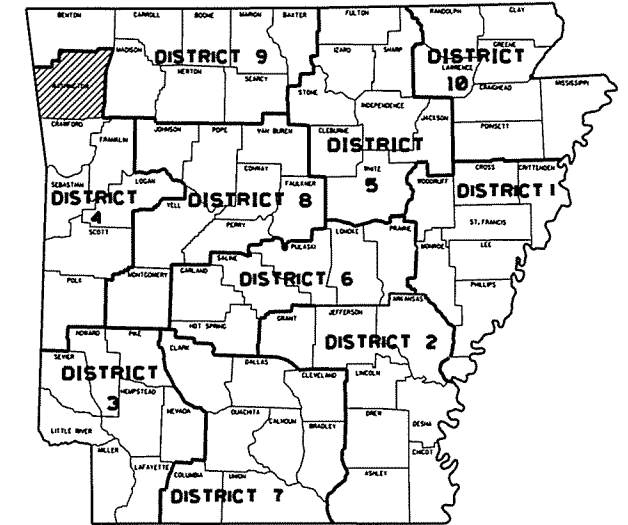 BENTON CARROLL BOONE MARION BAXTER FULTON RANDOLPH CLAY
MADISON DISTRICT 9 IZARD SHARP DISTRICT 10 GREENE
WASHINGTON NEWTON SEARCY STONE LAWRENCE CRAIGHEAD MISSISSIPPI
CRAWFORD FRANKLIN JOHNSON POPE VAN BUREN CLEBURNE INDEPENDENCE JACKSON POINSETT
SEBASTIAN LOGAN CONWAY DISTRICT 5 WHITE WOODRUFF CROSS CRITTENDEN
DISTRICT 4 YELL DISTRICT 8 FAULKNER DISTRICT 1
SCOTT PERRY PULASKI LONOKE PRAIRIE MONROE ST. FRANCIS LEE
POLK MONTGOMERY GARLAND SALINE DISTRICT 6 PHILLIPS
HOT SPRING GRANT JEFFERSON ARKANSAS
HOWARD PIKE CLARK DISTRICT 2
SEVIER DISTRICT 3 DALLAS CLEVELAND LINCOLN
HEMPSTEAD NEVADA OUACHITA CALHOUN BRADLEY DREW DESHA
LITTLE RIVER MILLER LAFAYETTE COLUMBIA UNION ASHLEY CHICOT
DISTRICT 7